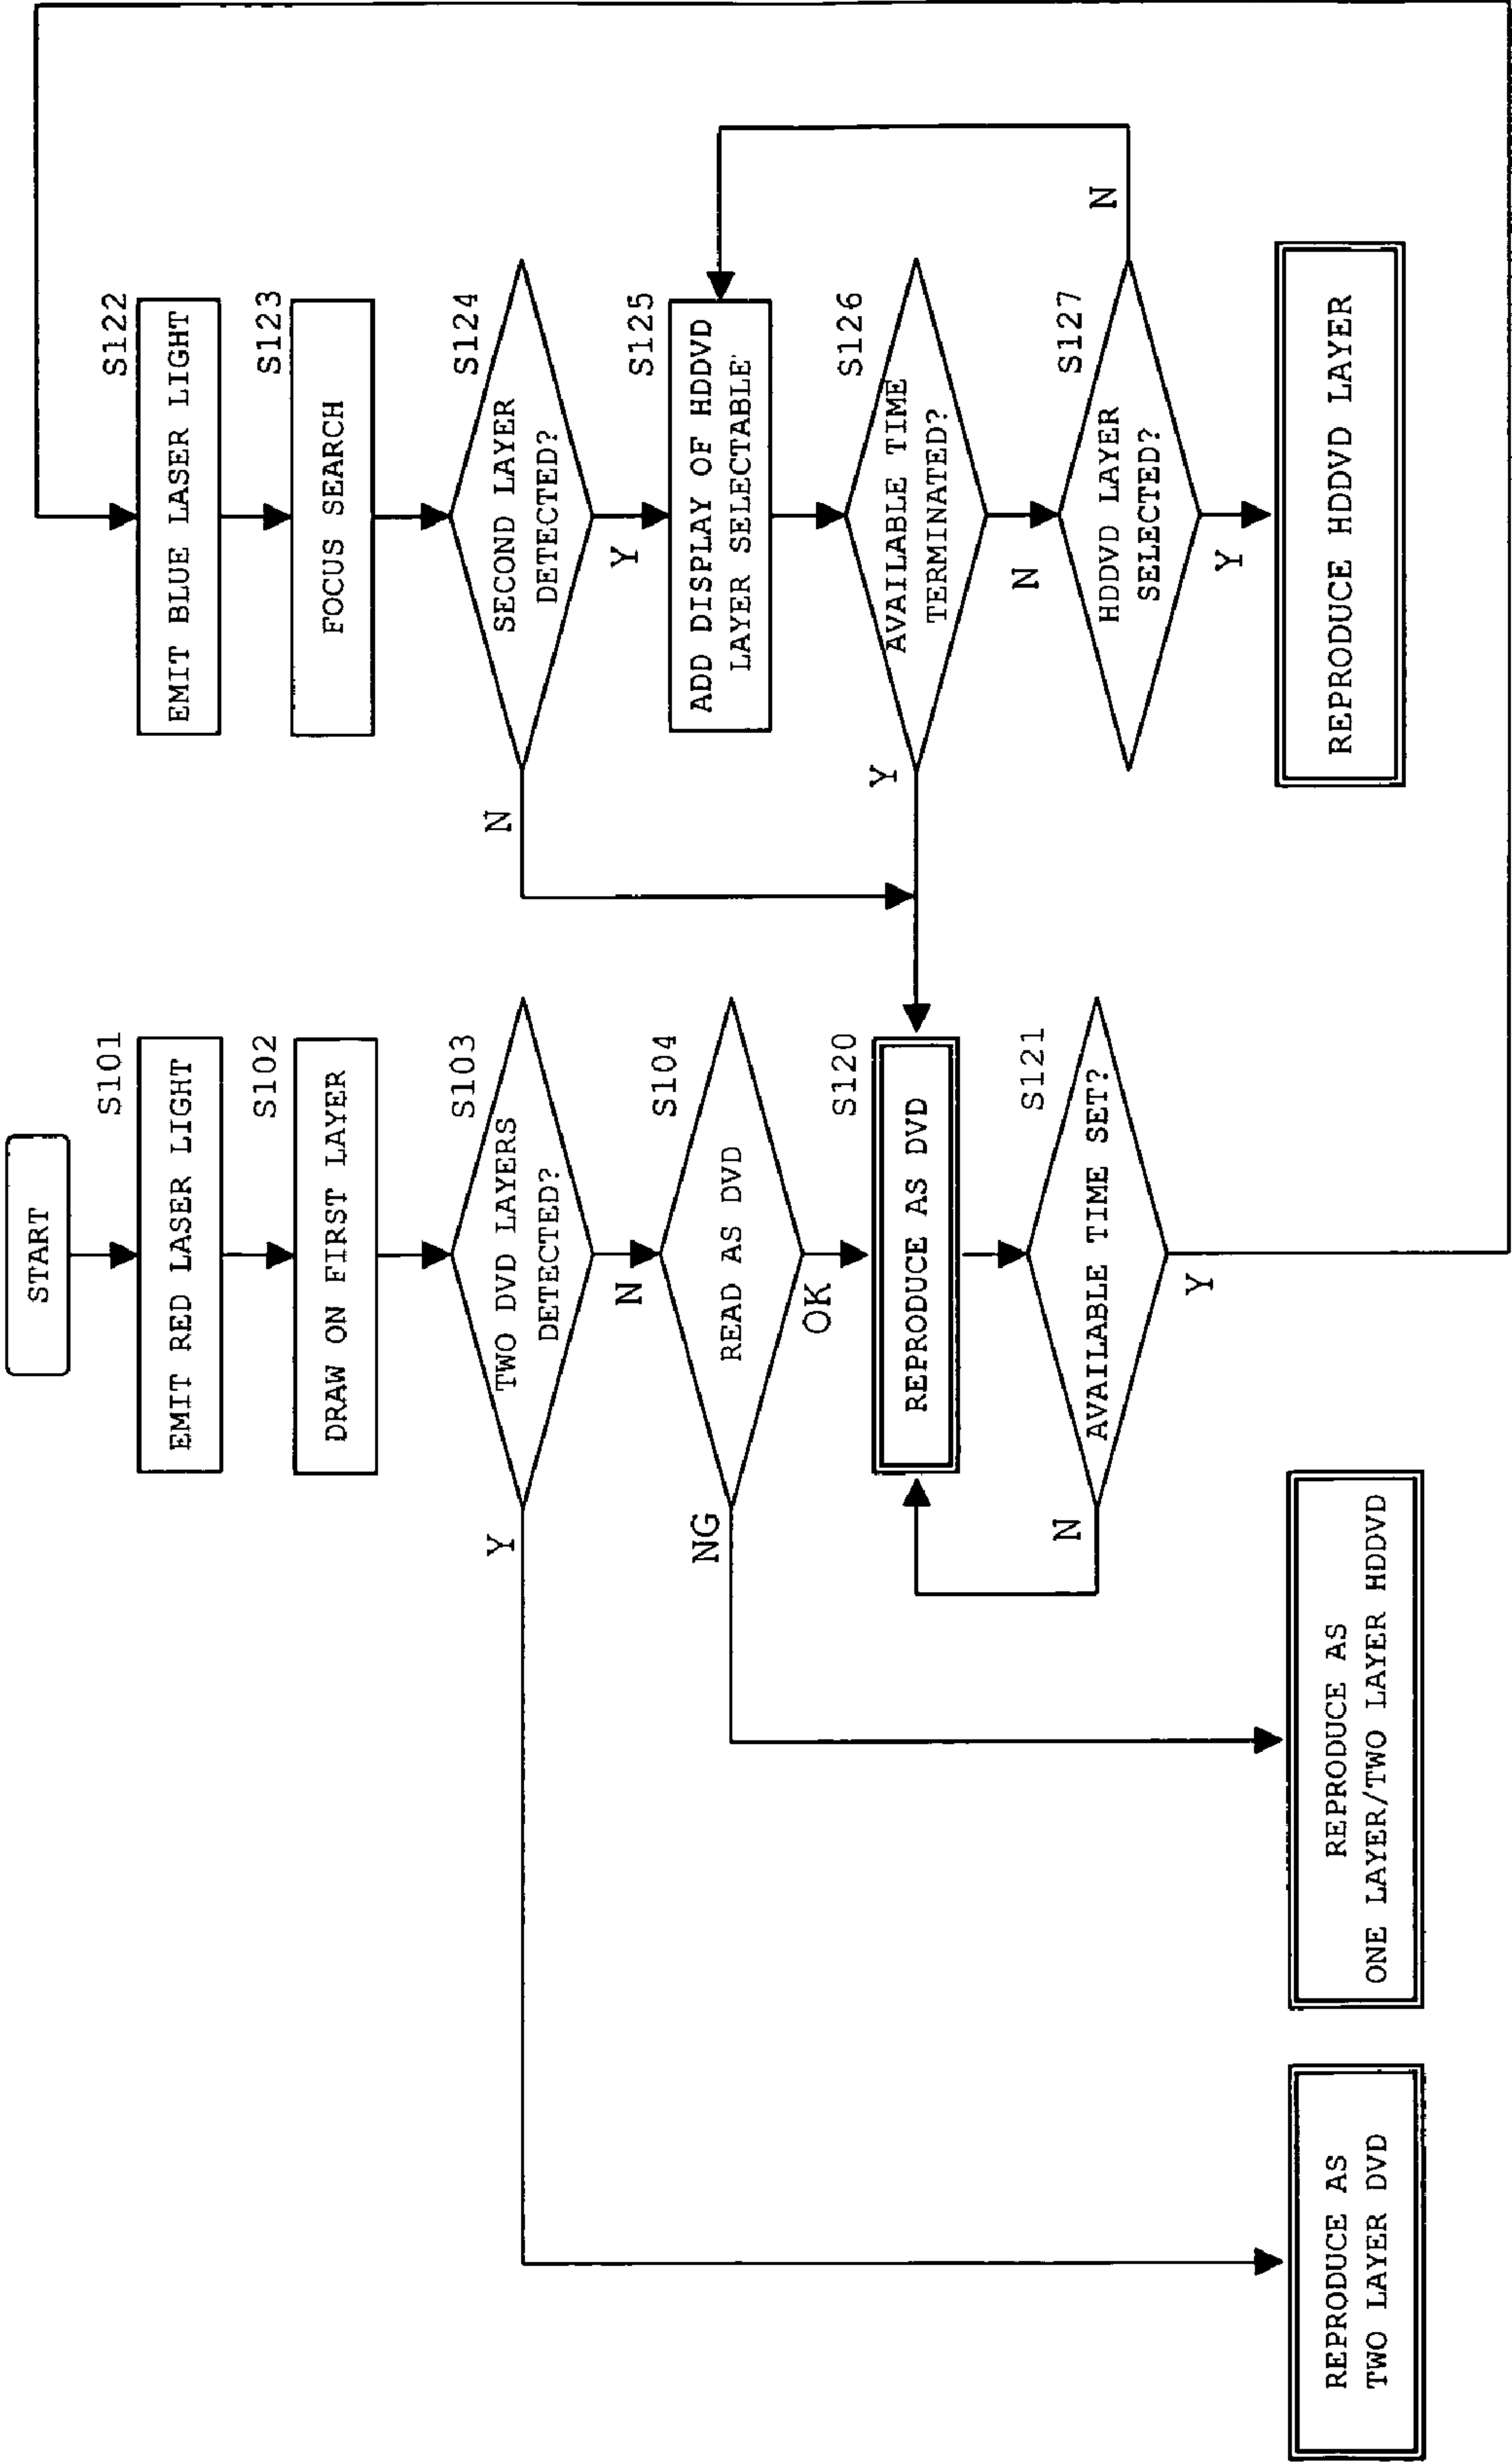 START
S101
EMIT RED LASER LIGHT
S102
DRAW ON FIRST LAYER
S103
TWO DVD LAYERS
DETECTED?
Y
N
S104
READ AS DVD
NG
OK
S120
REPRODUCE AS DVD
S121
AVAILABLE TIME SET?
N
Y
REPRODUCE AS
TWO LAYER DVD
REPRODUCE AS
ONE LAYER/TWO LAYER HDDVD
S122
EMIT BLUE LASER LIGHT
S123
FOCUS SEARCH
S124
SECOND LAYER
DETECTED?
N
Y
S125
ADD DISPLAY OF HDDVD
LAYER SELECTABLE
S126
AVAILABLE TIME
TERMINATED?
Y
N
S127
HDDVD LAYER
SELECTED?
N
Y
REPRODUCE HDDVD LAYER